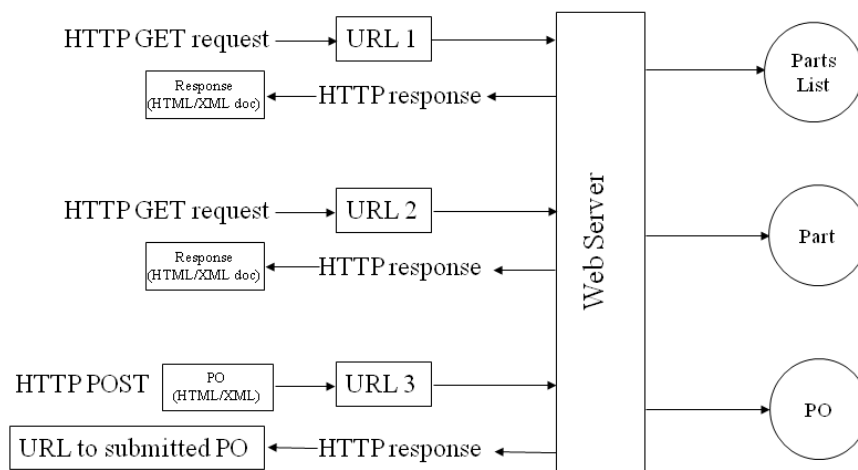 HTTP GET request
URL 1
Response
(HTML/XML doc)
HTTP response
Parts
List
HTTP GET request
URL 2
Response
(HTML/XML doc)
HTTP response
Web Server
Part
HTTP POST
PO
(HTML/XML)
URL 3
URL to submitted PO
HTTP response
PO